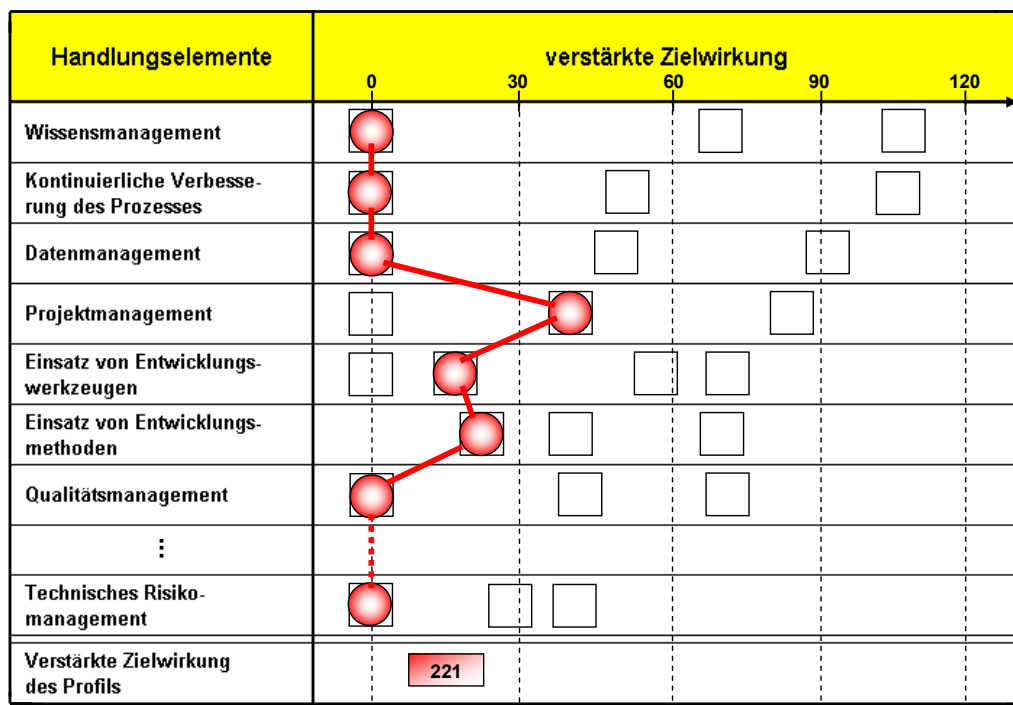 Handlungselemente
verstärkte Zielwirkung
0 30 60 90 120
Wissensmanagement
Kontinuierliche Verbesse-
rung des Prozesses
Datenmanagement
Projektmanagement
Einsatz von Entwicklungs-
werkzeugen
Einsatz von Entwicklungs-
methoden
Qualitätsmanagement
⋮
Technisches Risiko-
management
Verstärkte Zielwirkung
des Profils
221